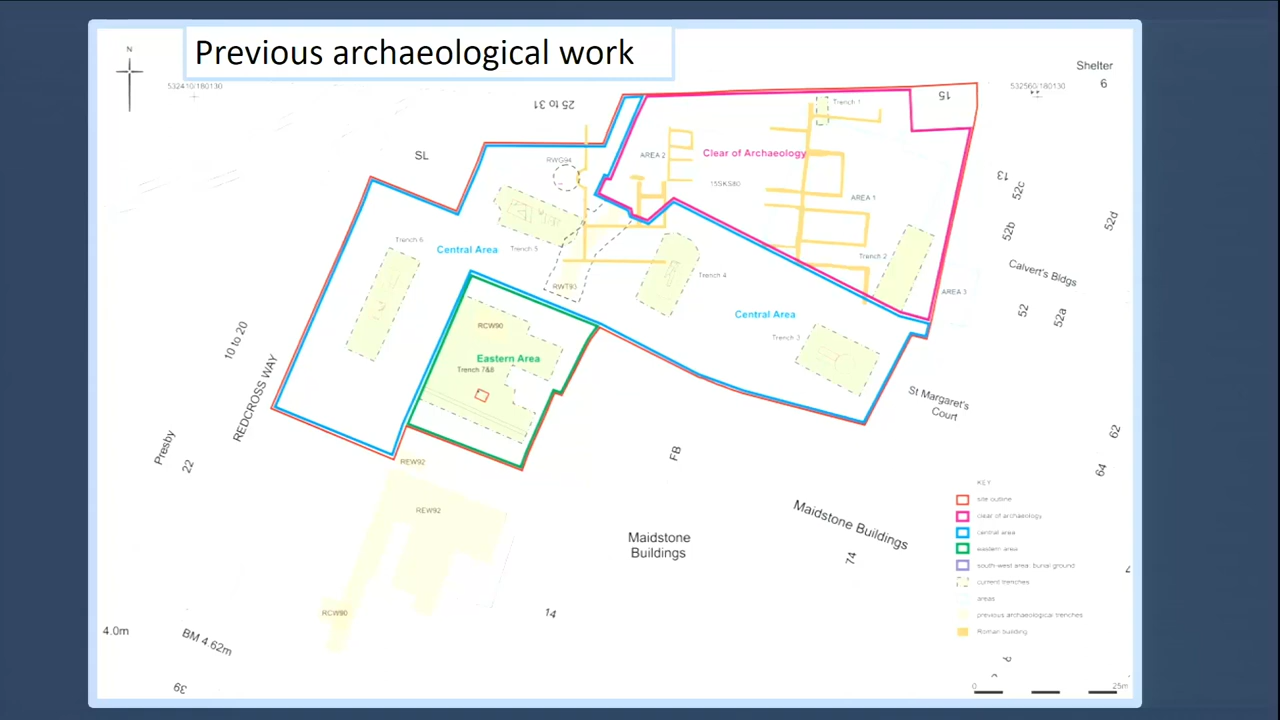 Previous archaeological work
N
532410/180130
25 to 31
15
532560/180130
Shelter
6
SL
RWG94
AREA 2
Clear of Archaeology
15SKS80
Trench 1
AREA 1
13
52c
52d
52b
Trench 6
Central Area
Trench 5
RWT93
Trench 4
Trench 2
AREA 3
Calvert's Bldgs
52
52a
Central Area
Trench 3
RCW90
Eastern Area
Trench 7&8
10 to 20
REDCROSS WAY
St Margaret's
Court
Presby
22
REW92
REW92
FB
62
64
Maidstone
Buildings
Maidstone Buildings
74
RCW90
14
4.0m
BM 4.62m
39
KEY
site outline
clear of archaeology
central area
eastern area
south-west area: burial ground
current trenches
areas
previous archaeological trenches
Roman building
0
25m